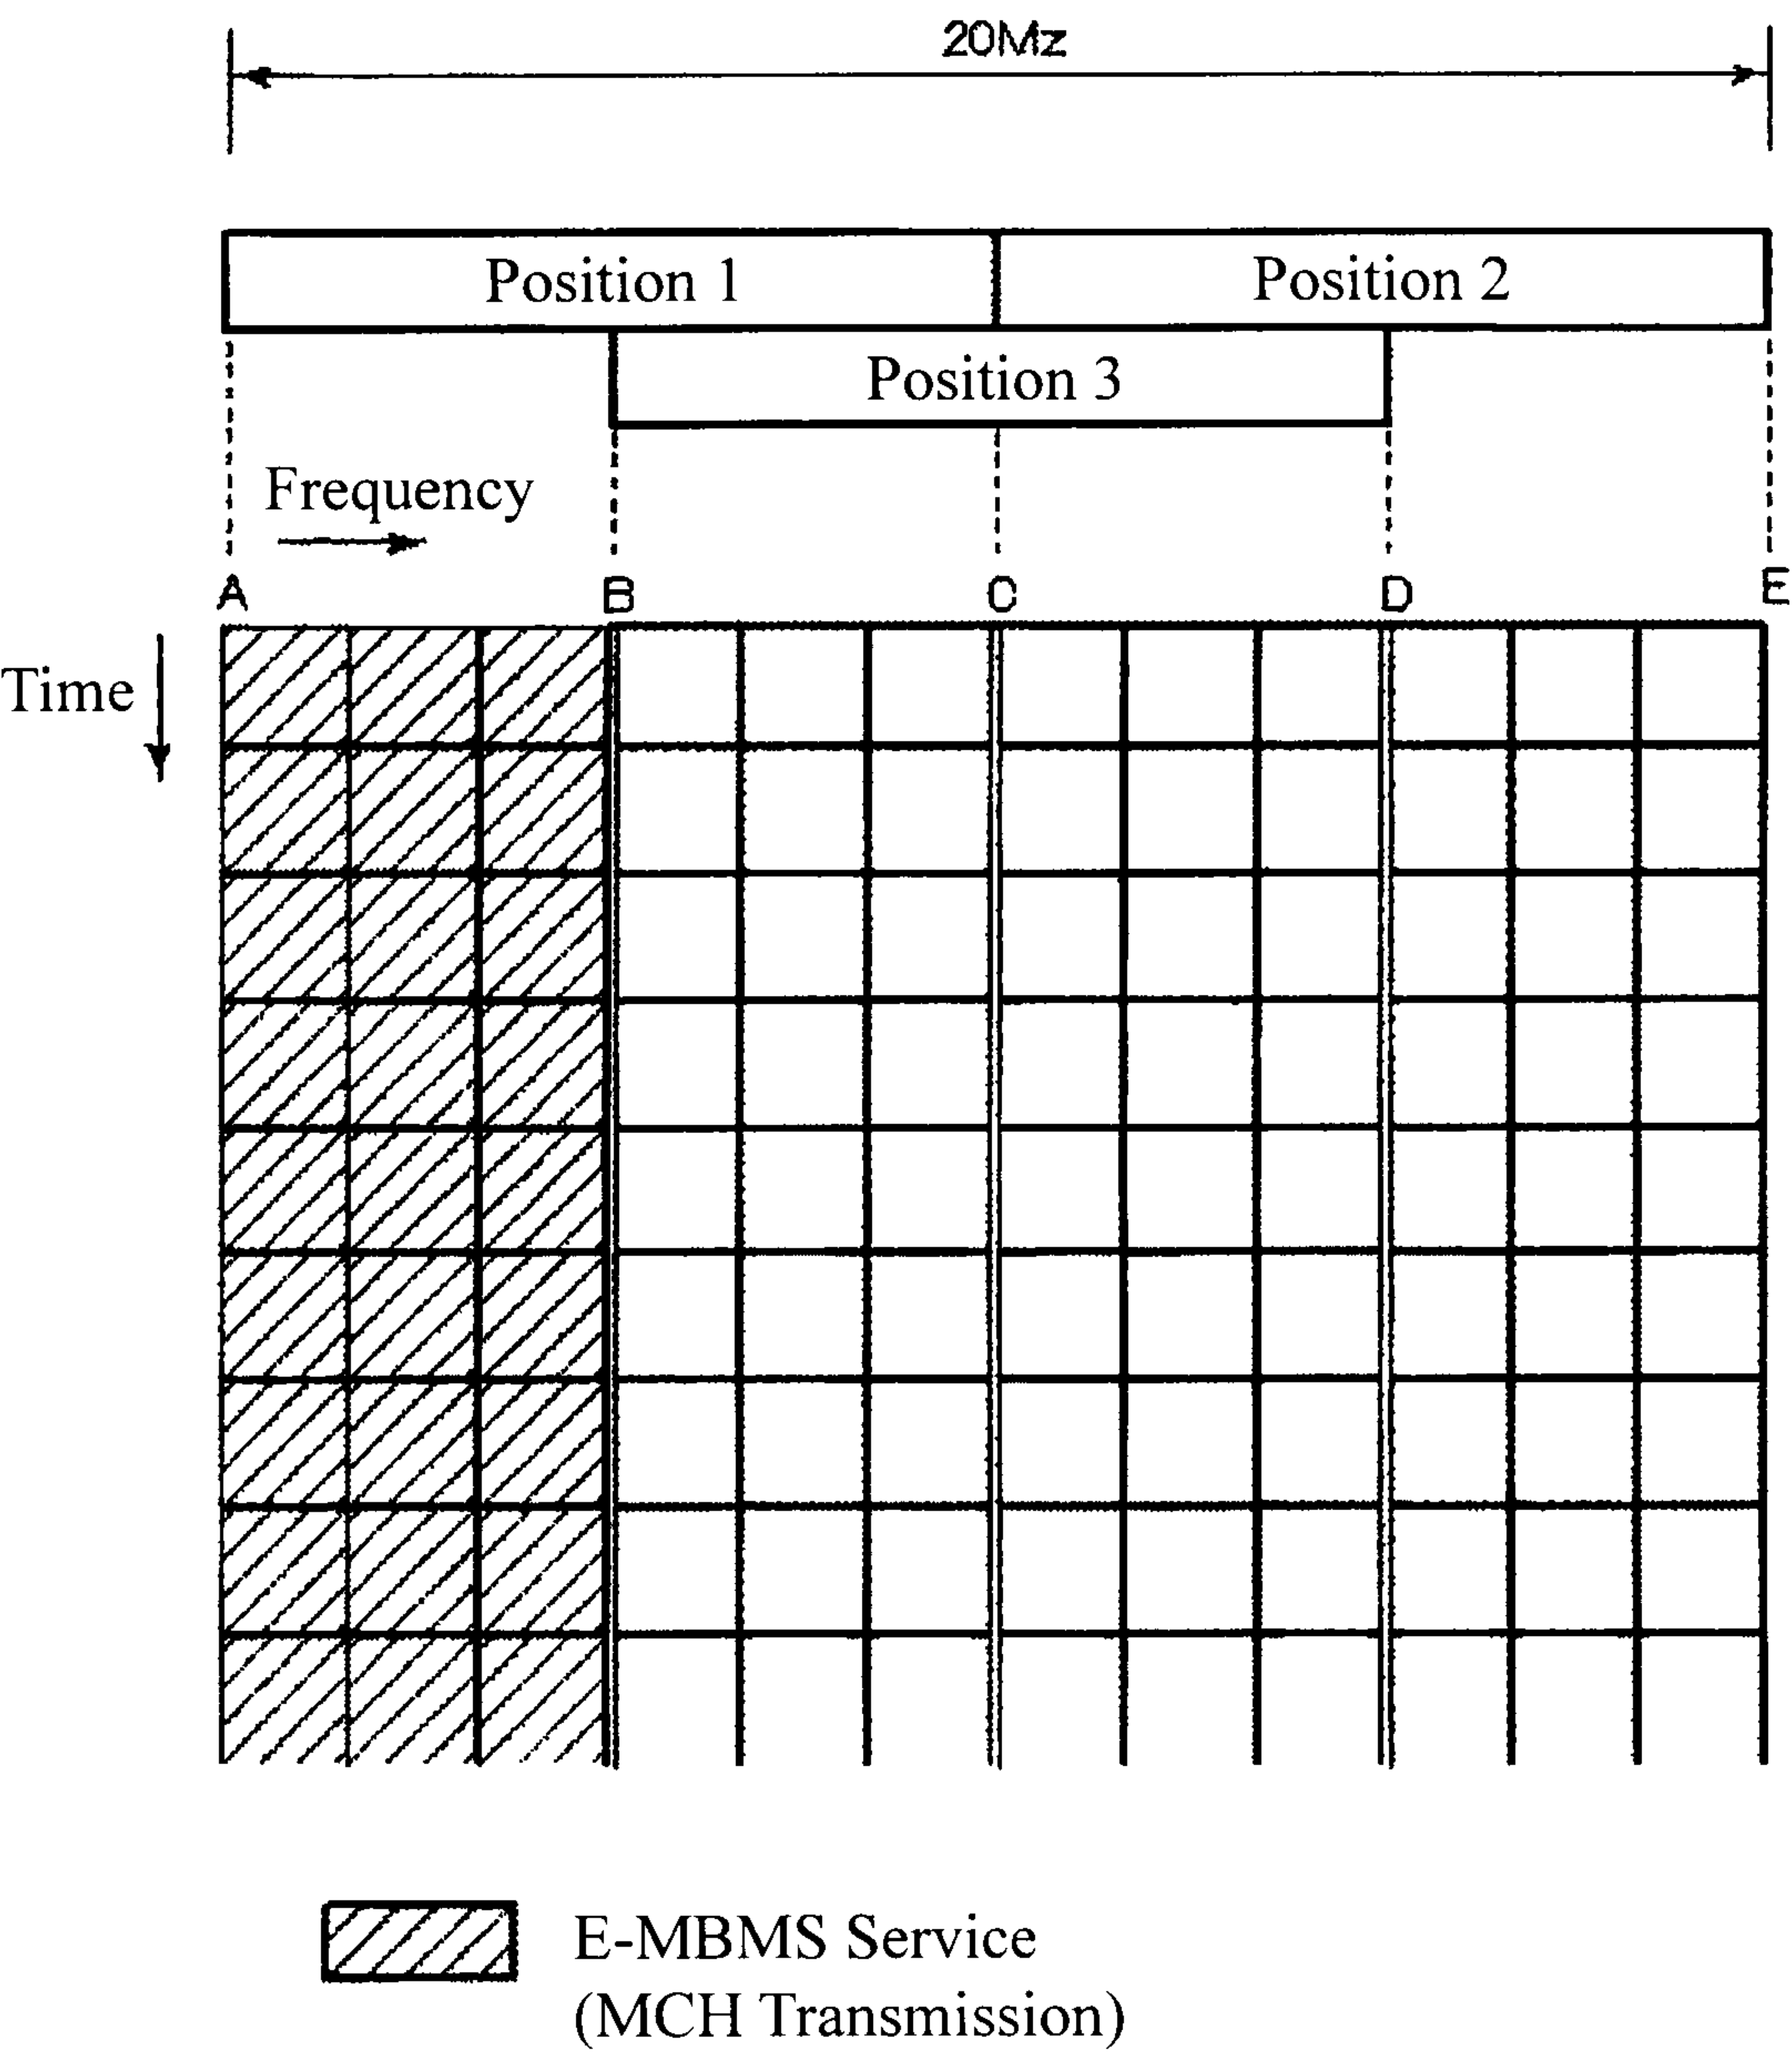 20Mz
Position 1
Position 2
Position 3
Frequency
A B C D E
Time
E-MBMS Service
(MCH Transmission)